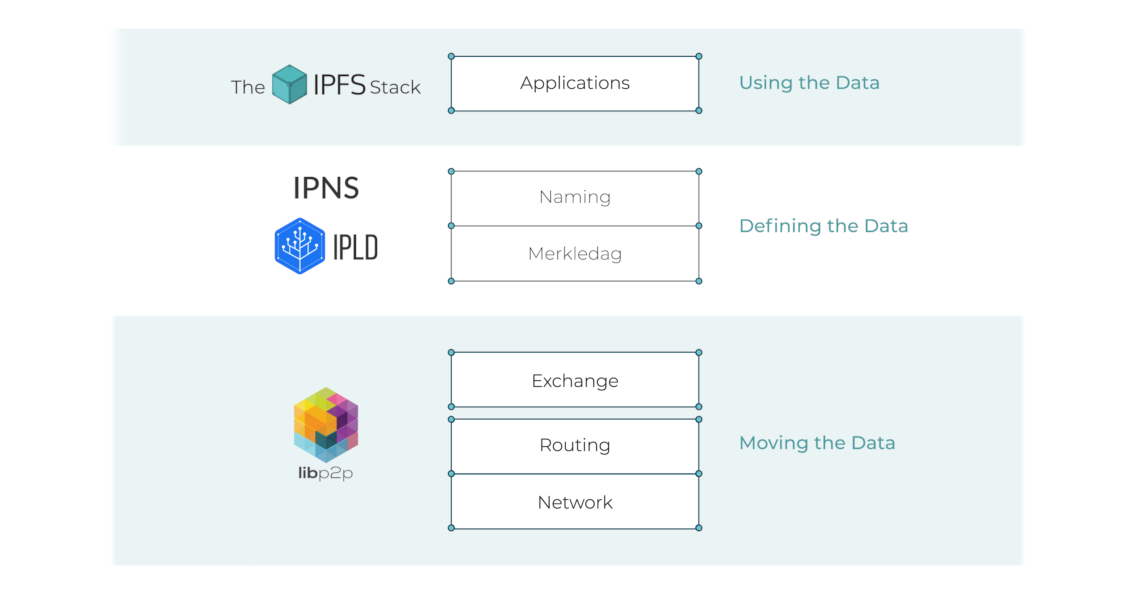 The IPFS Stack
Applications
Using the Data
IPNS
Naming
IPLD
Merkledag
Defining the Data
Exchange
libp2p
Routing
Moving the Data
Network